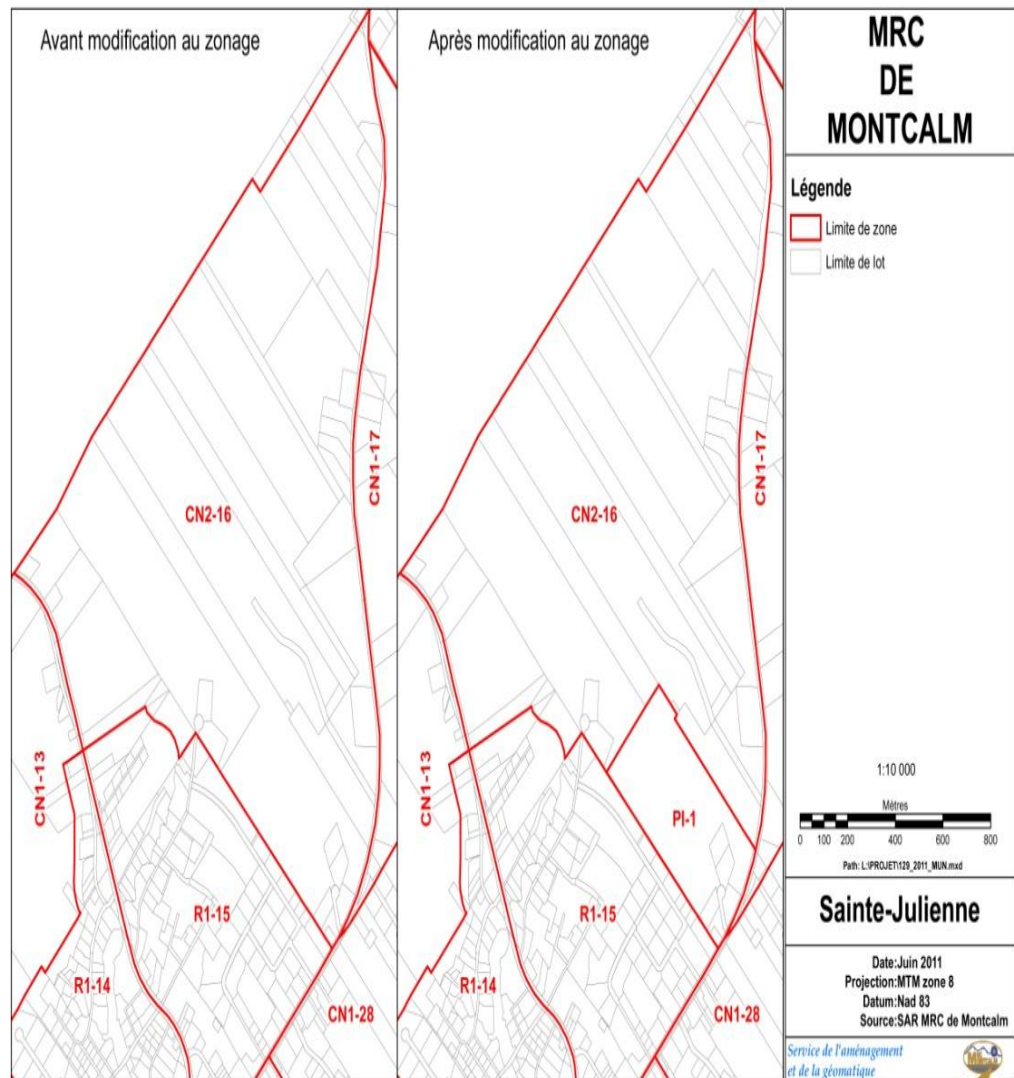 Avant modification au zonage
CN1-17
CN2-16
CN1-13
R1-15
R1-14
CN1-28
Après modification au zonage
CN1-17
CN2-16
CN1-13
PI-1
R1-15
R1-14
CN1-28
MRC
DE
MONTCALM
Légende
Limite de zone
Limite de lot
1:10 000
Mètres
0 100 200 400 600 800
Path: L:\PROJET\129_2011_MUN.mxd
Sainte-Julienne
Date:Juin 2011
Projection:MTM zone 8
Datum:Nad 83
Source:SAR MRC de Montcalm
Service de l'aménagement
et de la géomatique